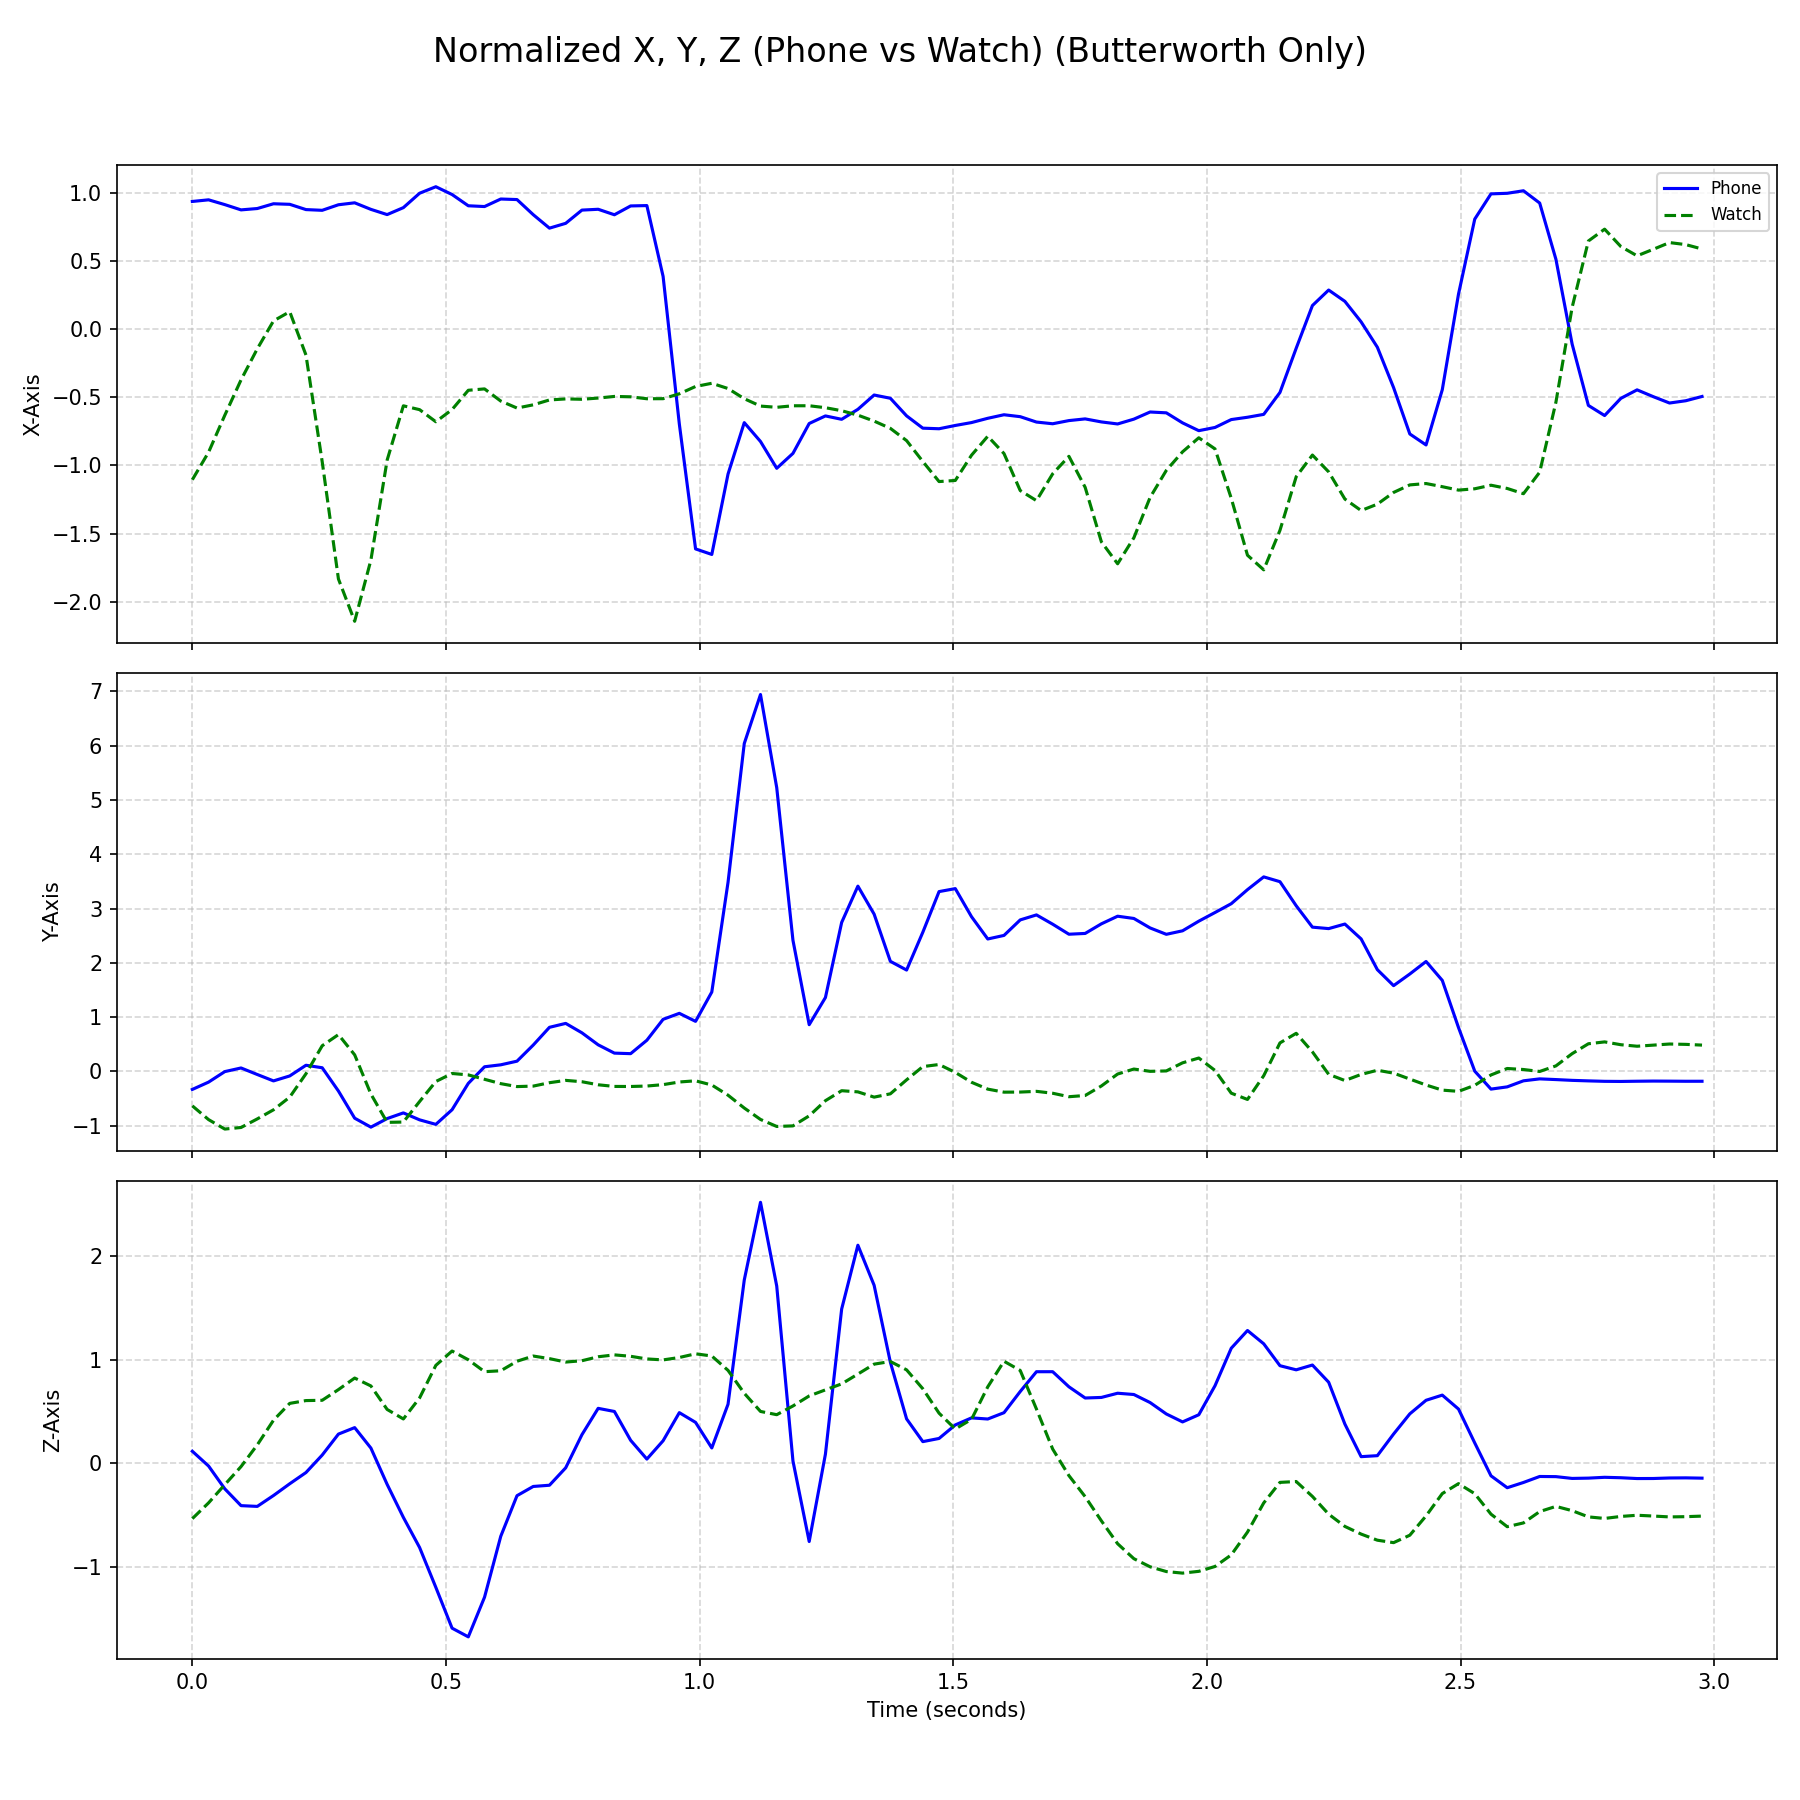 Normalized X, Y, Z (Phone vs Watch) (Butterworth Only)
Phone
Watch
X-Axis
1.0
0.5
0.0
−0.5
−1.0
−1.5
−2.0
Y-Axis
7
6
5
4
3
2
1
0
−1
Z-Axis
2
1
0
−1
0.0 0.5 1.0 1.5 2.0 2.5 3.0
Time (seconds)